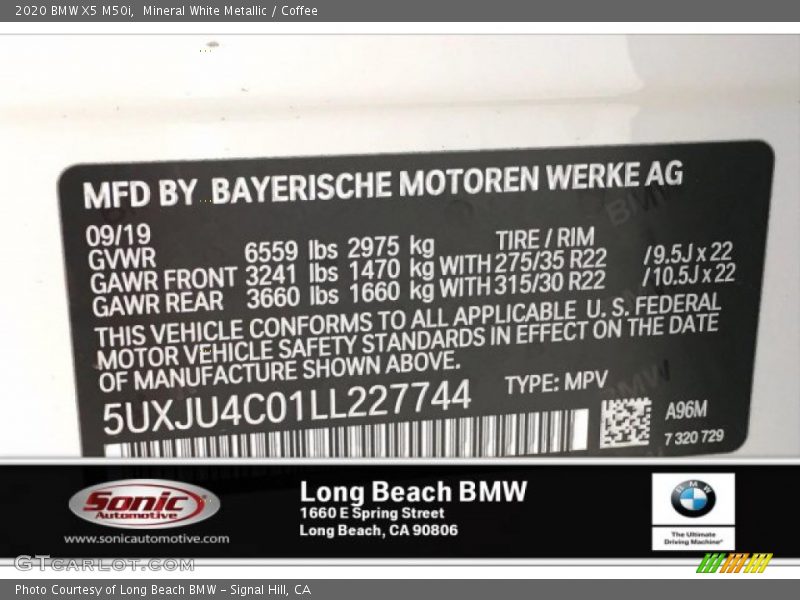 2020 BMW X5 M50i, Mineral White Metallic / Coffee
MFD BY BAYERISCHE MOTOREN WERKE AG
09/19 TIRE / RIM
GVWR 6559 lbs 2975 kg
GAWR FRONT 3241 lbs 1470 kg WITH 275/35 R22 /9.5J x 22
GAWR REAR 3660 lbs 1660 kg WITH 315/30 R22 /10.5J x 22
THIS VEHICLE CONFORMS TO ALL APPLICABLE U. S. FEDERAL
MOTOR VEHICLE SAFETY STANDARDS IN EFFECT ON THE DATE
OF MANUFACTURE SHOWN ABOVE.
5UXJU4C01LL227744 TYPE: MPV
A96M
7 320 729
Sonic
Automotive
www.sonicautomotive.com
Long Beach BMW
1660 E Spring Street
Long Beach, CA 90806
BMW
The Ultimate
Driving Machine®
GTcarlot.com
Photo Courtesy of Long Beach BMW - Signal Hill, CA